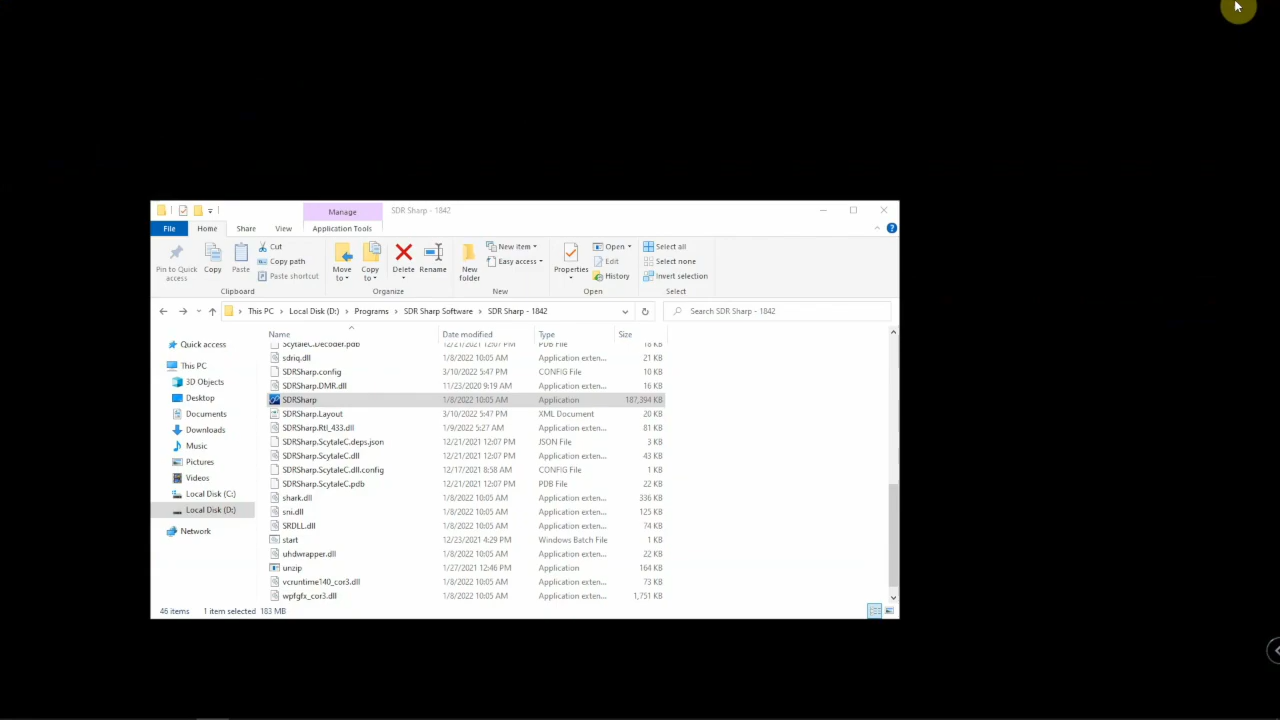 Manage
SDR Sharp - 1842
File Home Share View Application Tools
Pin to Quick access
Copy
Paste
Cut
Copy path
Paste shortcut
Move to
Copy to
Delete
Rename
New folder
New item
Easy access
Properties
Open
Edit
History
Select all
Select none
Invert selection
Clipboard Organize New Open Select
This PC Local Disk (D:) Programs SDR Sharp Software SDR Sharp - 1842
Search SDR Sharp - 1842
Quick access
This PC
3D Objects
Desktop
Documents
Downloads
Music
Pictures
Videos
Local Disk (C:)
Local Disk (D:)
Network
Name Date modified Type Size
ScytaleC.Decoder.pdb 12/21/2021 12:07 PM PDB File 18 KB
sdriq.dll 1/8/2022 10:05 AM Application exten... 21 KB
SDRSharp.config 3/10/2022 5:47 PM CONFIG File 10 KB
SDRSharp.DMR.dll 11/23/2020 9:19 AM Application exten... 16 KB
SDRSharp 1/8/2022 10:05 AM Application 187,394 KB
SDRSharp.Layout 3/10/2022 5:47 PM XML Document 20 KB
SDRSharp.Rtl_433.dll 1/9/2022 5:27 AM Application exten... 81 KB
SDRSharp.ScytaleC.deps.json 12/21/2021 12:07 PM JSON File 3 KB
SDRSharp.ScytaleC.dll 12/21/2021 12:07 PM Application exten... 43 KB
SDRSharp.ScytaleC.dll.config 12/17/2021 8:58 AM CONFIG File 1 KB
SDRSharp.ScytaleC.pdb 12/21/2021 12:07 PM PDB File 22 KB
shark.dll 1/8/2022 10:05 AM Application exten... 336 KB
sni.dll 1/8/2022 10:05 AM Application exten... 125 KB
SRDLL.dll 1/8/2022 10:05 AM Application exten... 74 KB
start 12/23/2021 4:29 PM Windows Batch File 1 KB
uhdwrapper.dll 1/8/2022 10:05 AM Application exten... 22 KB
unzip 1/27/2021 12:46 PM Application 164 KB
vcruntime140_cor3.dll 1/8/2022 10:05 AM Application exten... 73 KB
wpfgfx_cor3.dll 1/8/2022 10:05 AM Application exten... 1,751 KB
46 items 1 item selected 183 MB